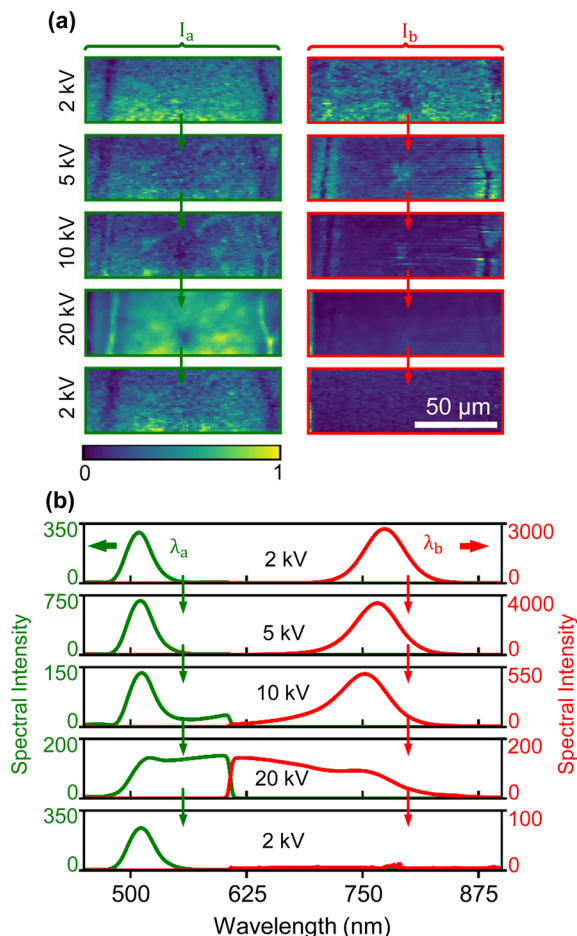 (a)
Iₐ I_b
2 kV
5 kV
10 kV
20 kV
2 kV
50 µm
0 1
(b)
350 3000
λₐ λ_b
2 kV
0 0
750 4000
5 kV
0 0
150 550
10 kV
0 0
200 200
20 kV
0 0
350 100
2 kV
0 0
Spectral Intensity Spectral Intensity
500 625 750 875
Wavelength (nm)